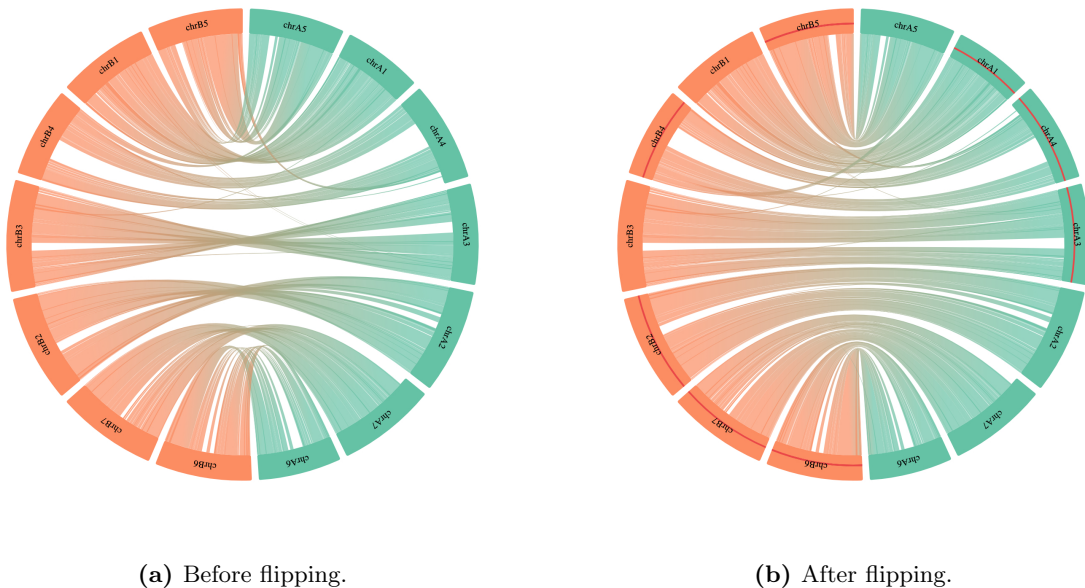 chrB5
chrA5
chrB1
chrA1
chrB4
chrA4
chrB3
chrA3
chrB2
chrA2
chrB7
chrA7
chrB6
chrA6
(a) Before flipping.
chrB5
chrA5
chrB1
chrA1
chrB4
chrA4
chrB3
chrA3
chrB2
chrA2
chrB7
chrA7
chrB6
chrA6
(b) After flipping.